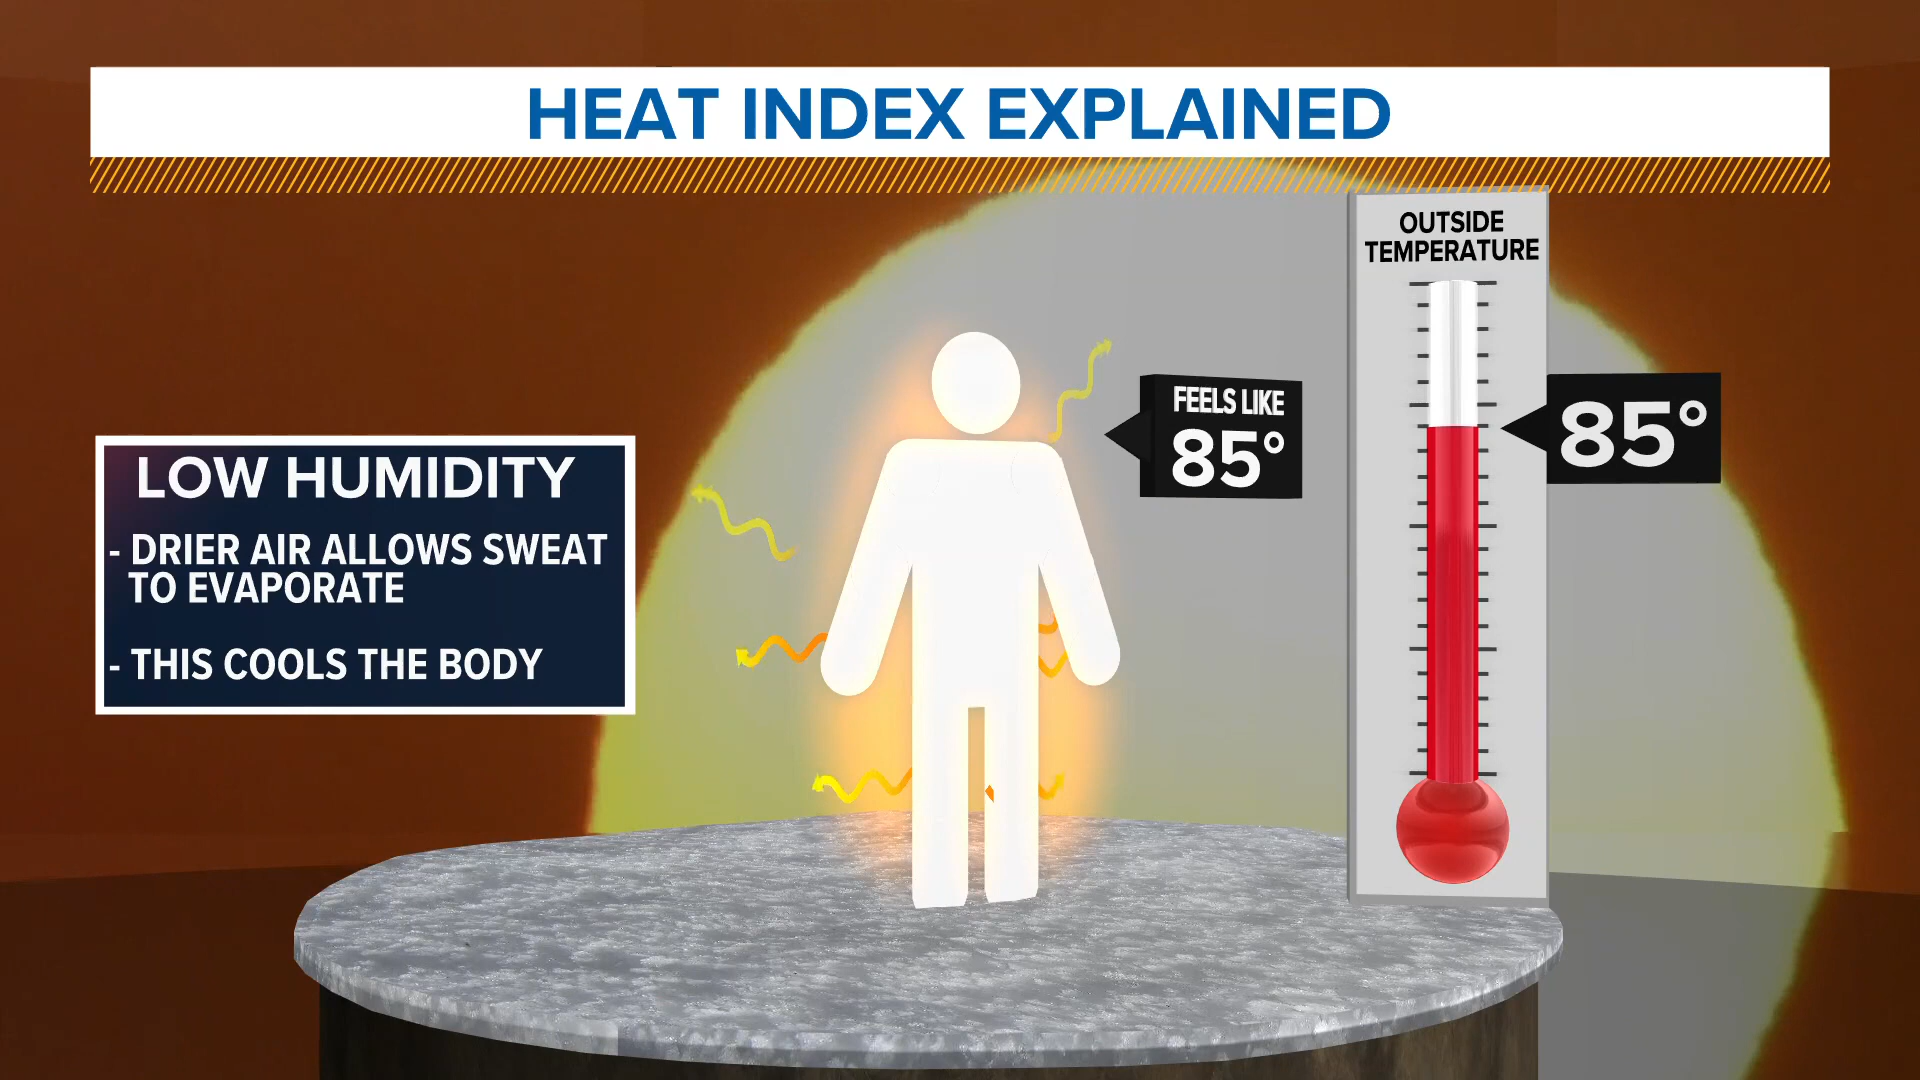 HEAT INDEX EXPLAINED
OUTSIDE
TEMPERATURE
FEELS LIKE
85°
85°
LOW HUMIDITY
- DRIER AIR ALLOWS SWEAT
TO EVAPORATE
- THIS COOLS THE BODY